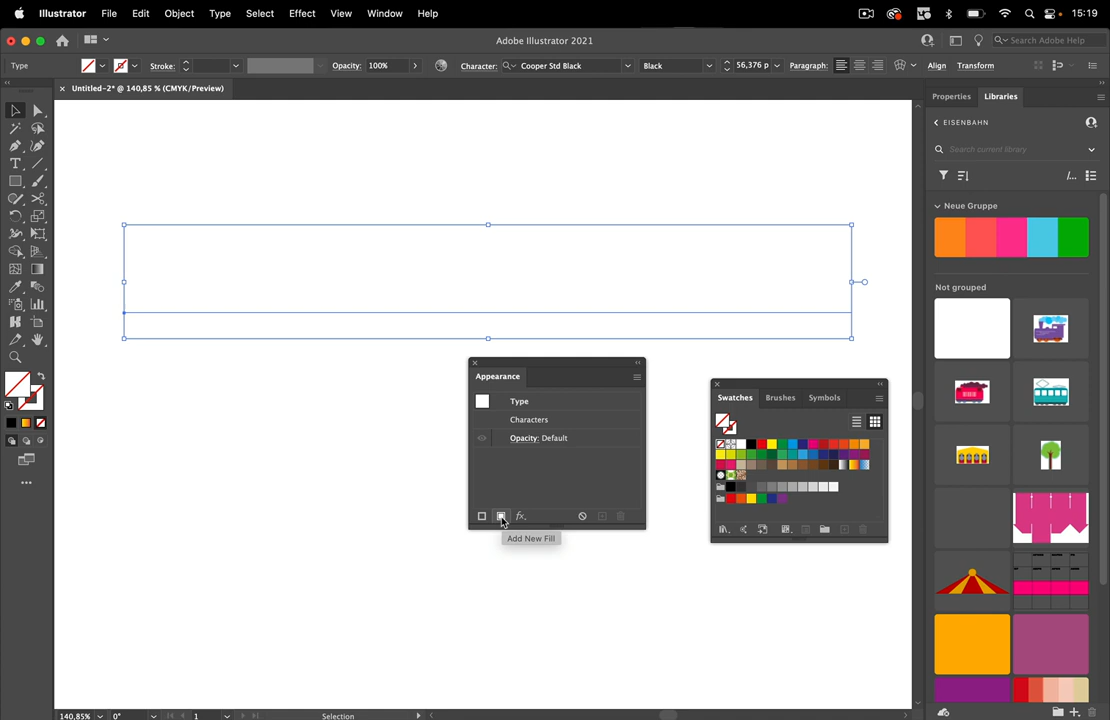 Illustrator File Edit Object Type Select Effect View Window Help 15:19
Adobe Illustrator 2021 Search Adobe Help
Type Stroke: Opacity: 100% Character: Cooper Std Black Black 56,376 p Paragraph: Align Transform
Untitled-2* @ 140,85 % (CMYK/Preview)
Properties Libraries
EISENBAHN
Search current library
Neue Gruppe
Not grouped
Appearance
Type
Characters
Opacity: Default
fx
Add New Fill
Swatches Brushes Symbols
140,85% 0° 1 Selection